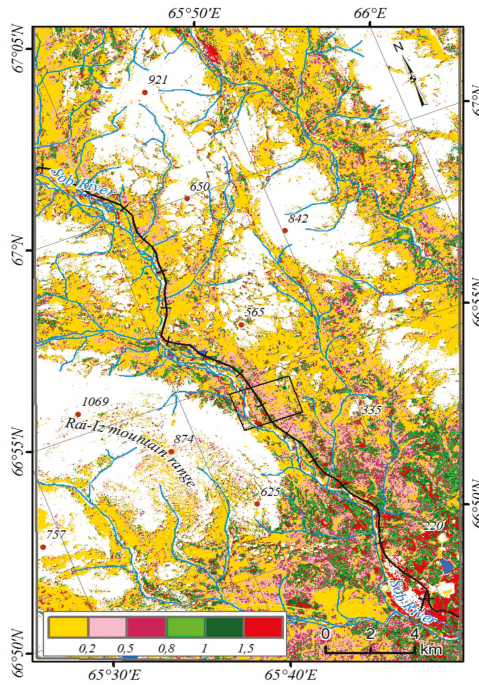 65°50'E
66°E
67°05'N
67°N
921
N
Sob River
650
842
67°N
565
66°55'N
1069
335
Rai-Iz mountain range
874
66°55'N
625
66°50'N
220
757
Sob River
0,2 0,5 0,8 1 1,5
0 2 4
km
66°50'N
65°30'E
65°40'E